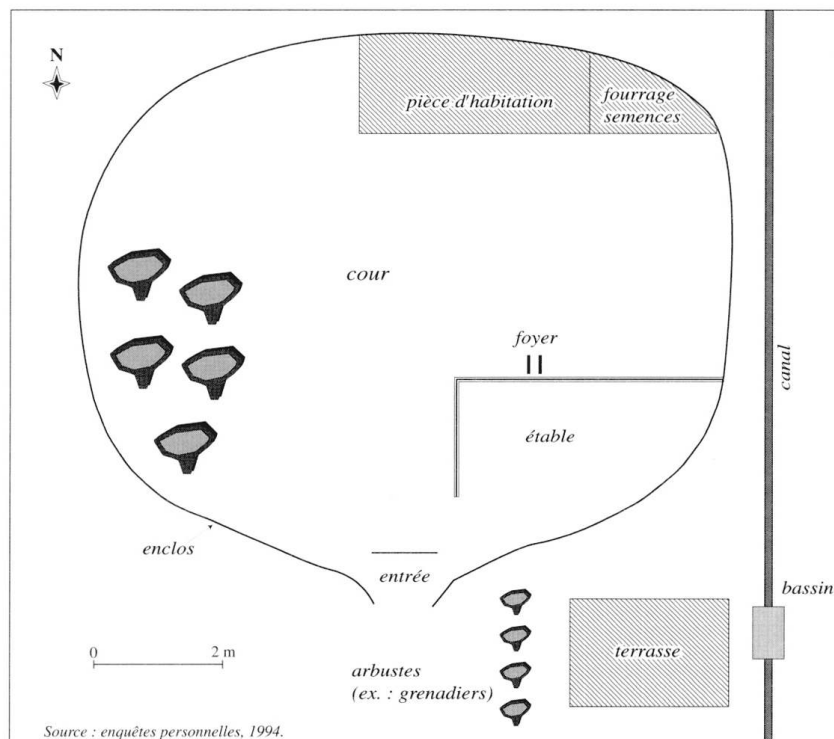 N
pièce d'habitation
fourrage
semences
cour
foyer
canal
étable
enclos
entrée
bassin
0 2 m
arbustes
(ex. : grenadiers)
terrasse
Source : enquêtes personnelles, 1994.